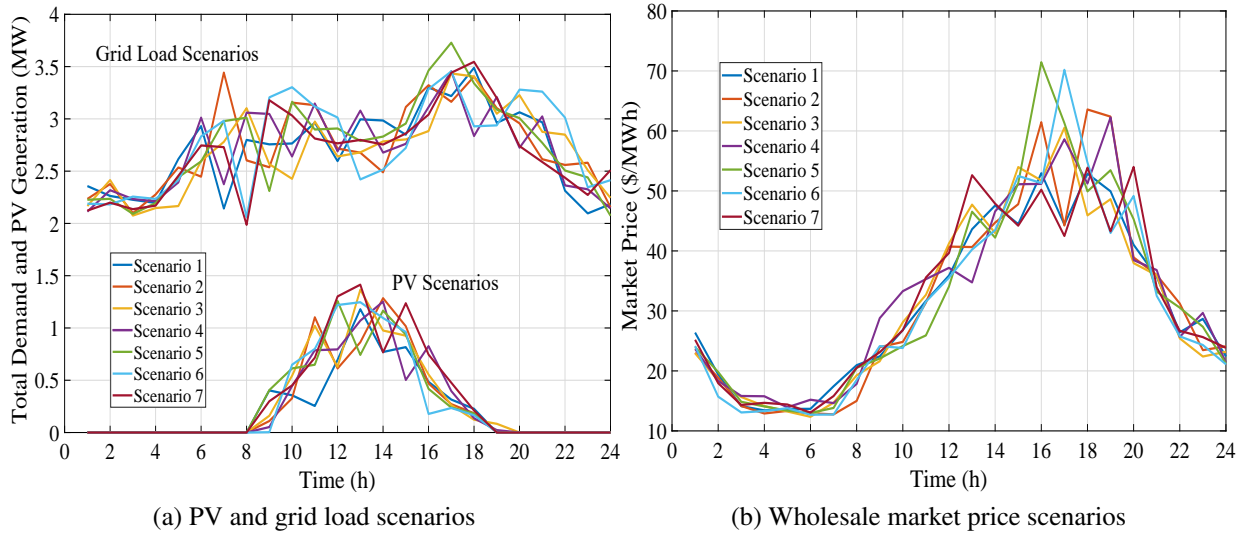 Total Demand and PV Generation (MW)
4
3.5
3
2.5
2
1.5
1
0.5
0
Grid Load Scenarios
PV Scenarios
Scenario 1
Scenario 2
Scenario 3
Scenario 4
Scenario 5
Scenario 6
Scenario 7
0 2 4 6 8 10 12 14 16 18 20 22 24
Time (h)
(a) PV and grid load scenarios
Market Price ($/MWh)
80
70
60
50
40
30
20
10
Scenario 1
Scenario 2
Scenario 3
Scenario 4
Scenario 5
Scenario 6
Scenario 7
0 2 4 6 8 10 12 14 16 18 20 22 24
Time (h)
(b) Wholesale market price scenarios